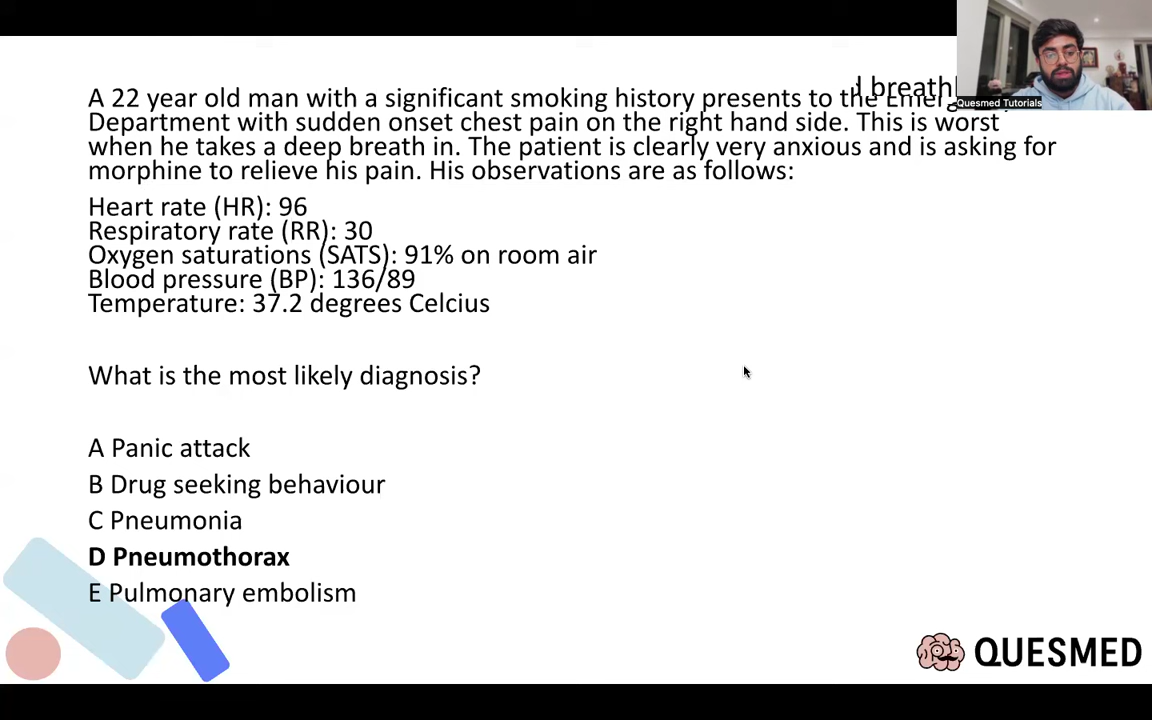 d breath
A 22 year old man with a significant smoking history presents to the Emerg
Quesmed Tutorials
Department with sudden onset chest pain on the right hand side. This is worst
when he takes a deep breath in. The patient is clearly very anxious and is asking for
morphine to relieve his pain. His observations are as follows:
Heart rate (HR): 96
Respiratory rate (RR): 30
Oxygen saturations (SATS): 91% on room air
Blood pressure (BP): 136/89
Temperature: 37.2 degrees Celcius
What is the most likely diagnosis?
A Panic attack
B Drug seeking behaviour
C Pneumonia
D Pneumothorax
E Pulmonary embolism
QUESMED